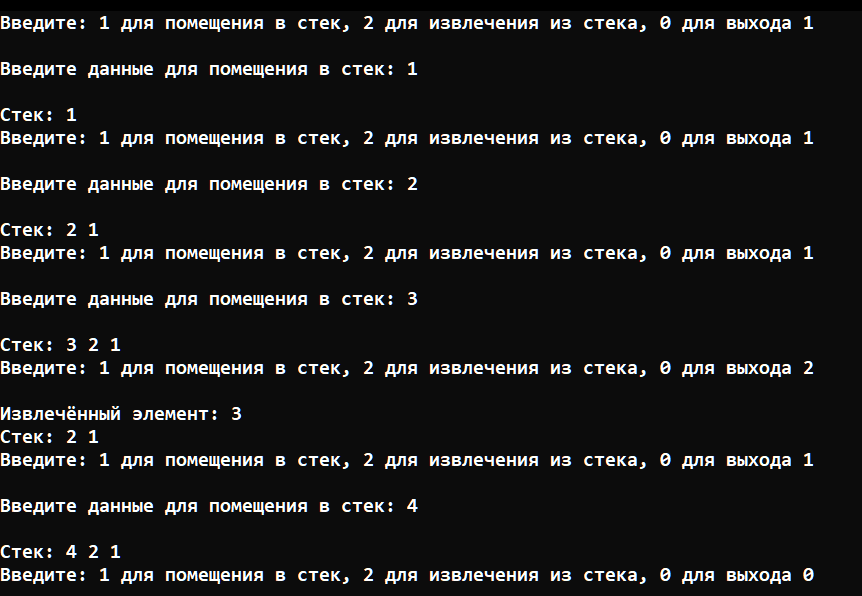 Введите: 1 для помещения в стек, 2 для извлечения из стека, 0 для выхода 1
Введите данные для помещения в стек: 1
Стек: 1
Введите: 1 для помещения в стек, 2 для извлечения из стека, 0 для выхода 1
Введите данные для помещения в стек: 2
Стек: 2 1
Введите: 1 для помещения в стек, 2 для извлечения из стека, 0 для выхода 1
Введите данные для помещения в стек: 3
Стек: 3 2 1
Введите: 1 для помещения в стек, 2 для извлечения из стека, 0 для выхода 2
Извлечённый элемент: 3
Стек: 2 1
Введите: 1 для помещения в стек, 2 для извлечения из стека, 0 для выхода 1
Введите данные для помещения в стек: 4
Стек: 4 2 1
Введите: 1 для помещения в стек, 2 для извлечения из стека, 0 для выхода 0